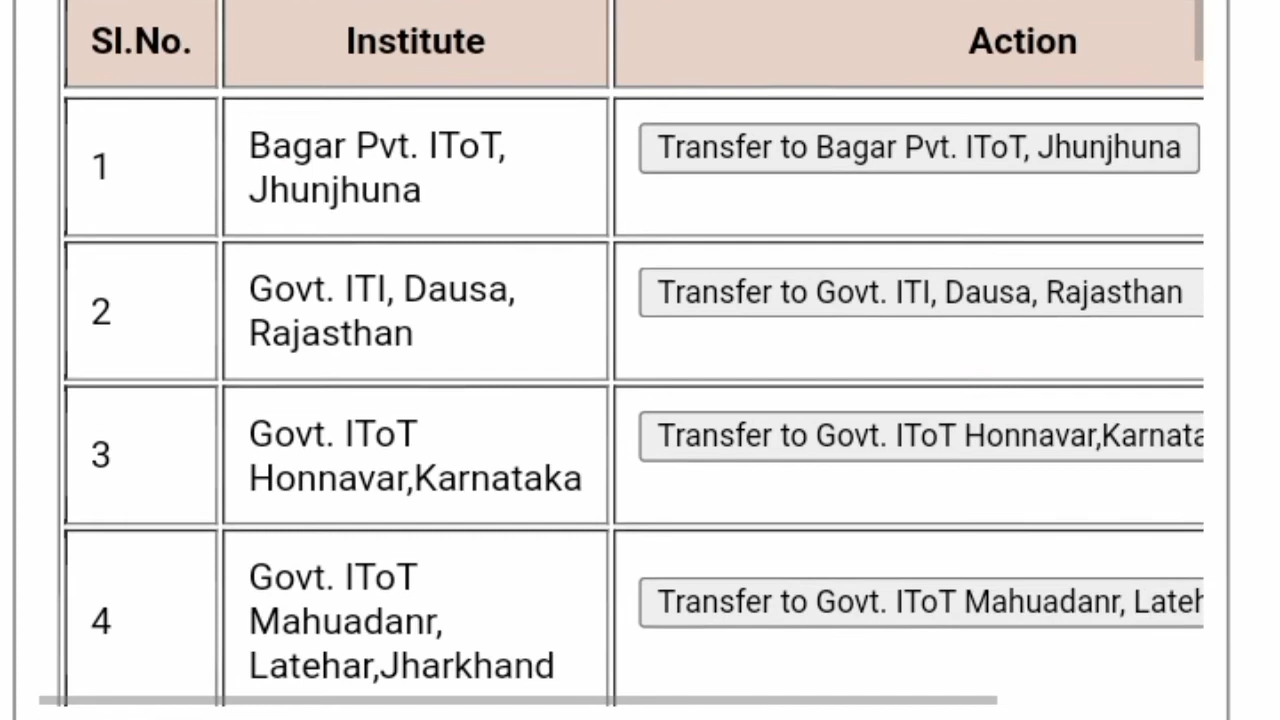 Sl.No. Institute Action
1 Bagar Pvt. IToT, Transfer to Bagar Pvt. IToT, Jhunjhuna
Jhunjhuna
2 Govt. ITI, Dausa, Transfer to Govt. ITI, Dausa, Rajasthan
Rajasthan
3 Govt. IToT Transfer to Govt. IToT Honnavar,Karnata
Honnavar,Karnataka
4 Govt. IToT Transfer to Govt. IToT Mahuadanr, Lateh
Mahuadanr,
Latehar,Jharkhand